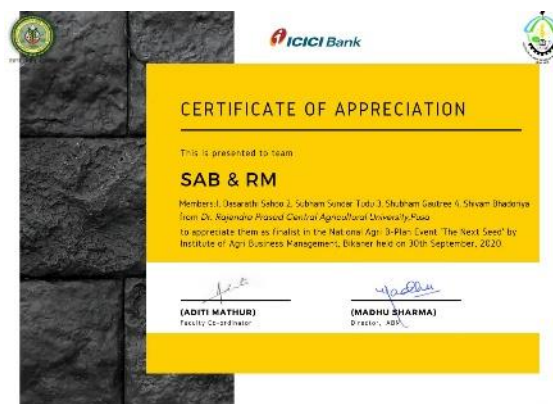 ICICI Bank
CERTIFICATE OF APPRECIATION
This is presented to team
SAB & RM
Members:1. Dasarathi Sahoo 2. Subham Sundar Tudu 3. Shubham Gautree 4. Shivam Bhadoriya
from Dr. Rajendra Prasad Central Agricultural University,Pusa
to appreciate them as finalist in the National Agri B-Plan Event 'The Next Seed' by
Institute of Agri Business Management, Bikaner held on 30th September, 2020.
(ADITI MATHUR)
(MADHU SHARMA)
Faculty Co-ordinator
Director, ABM